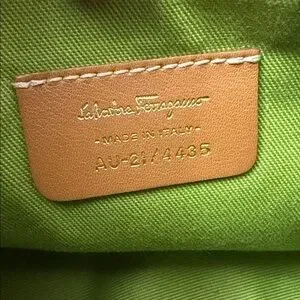 Salvatore Ferragamo
-MADE IN ITALY-
AU-21/4435